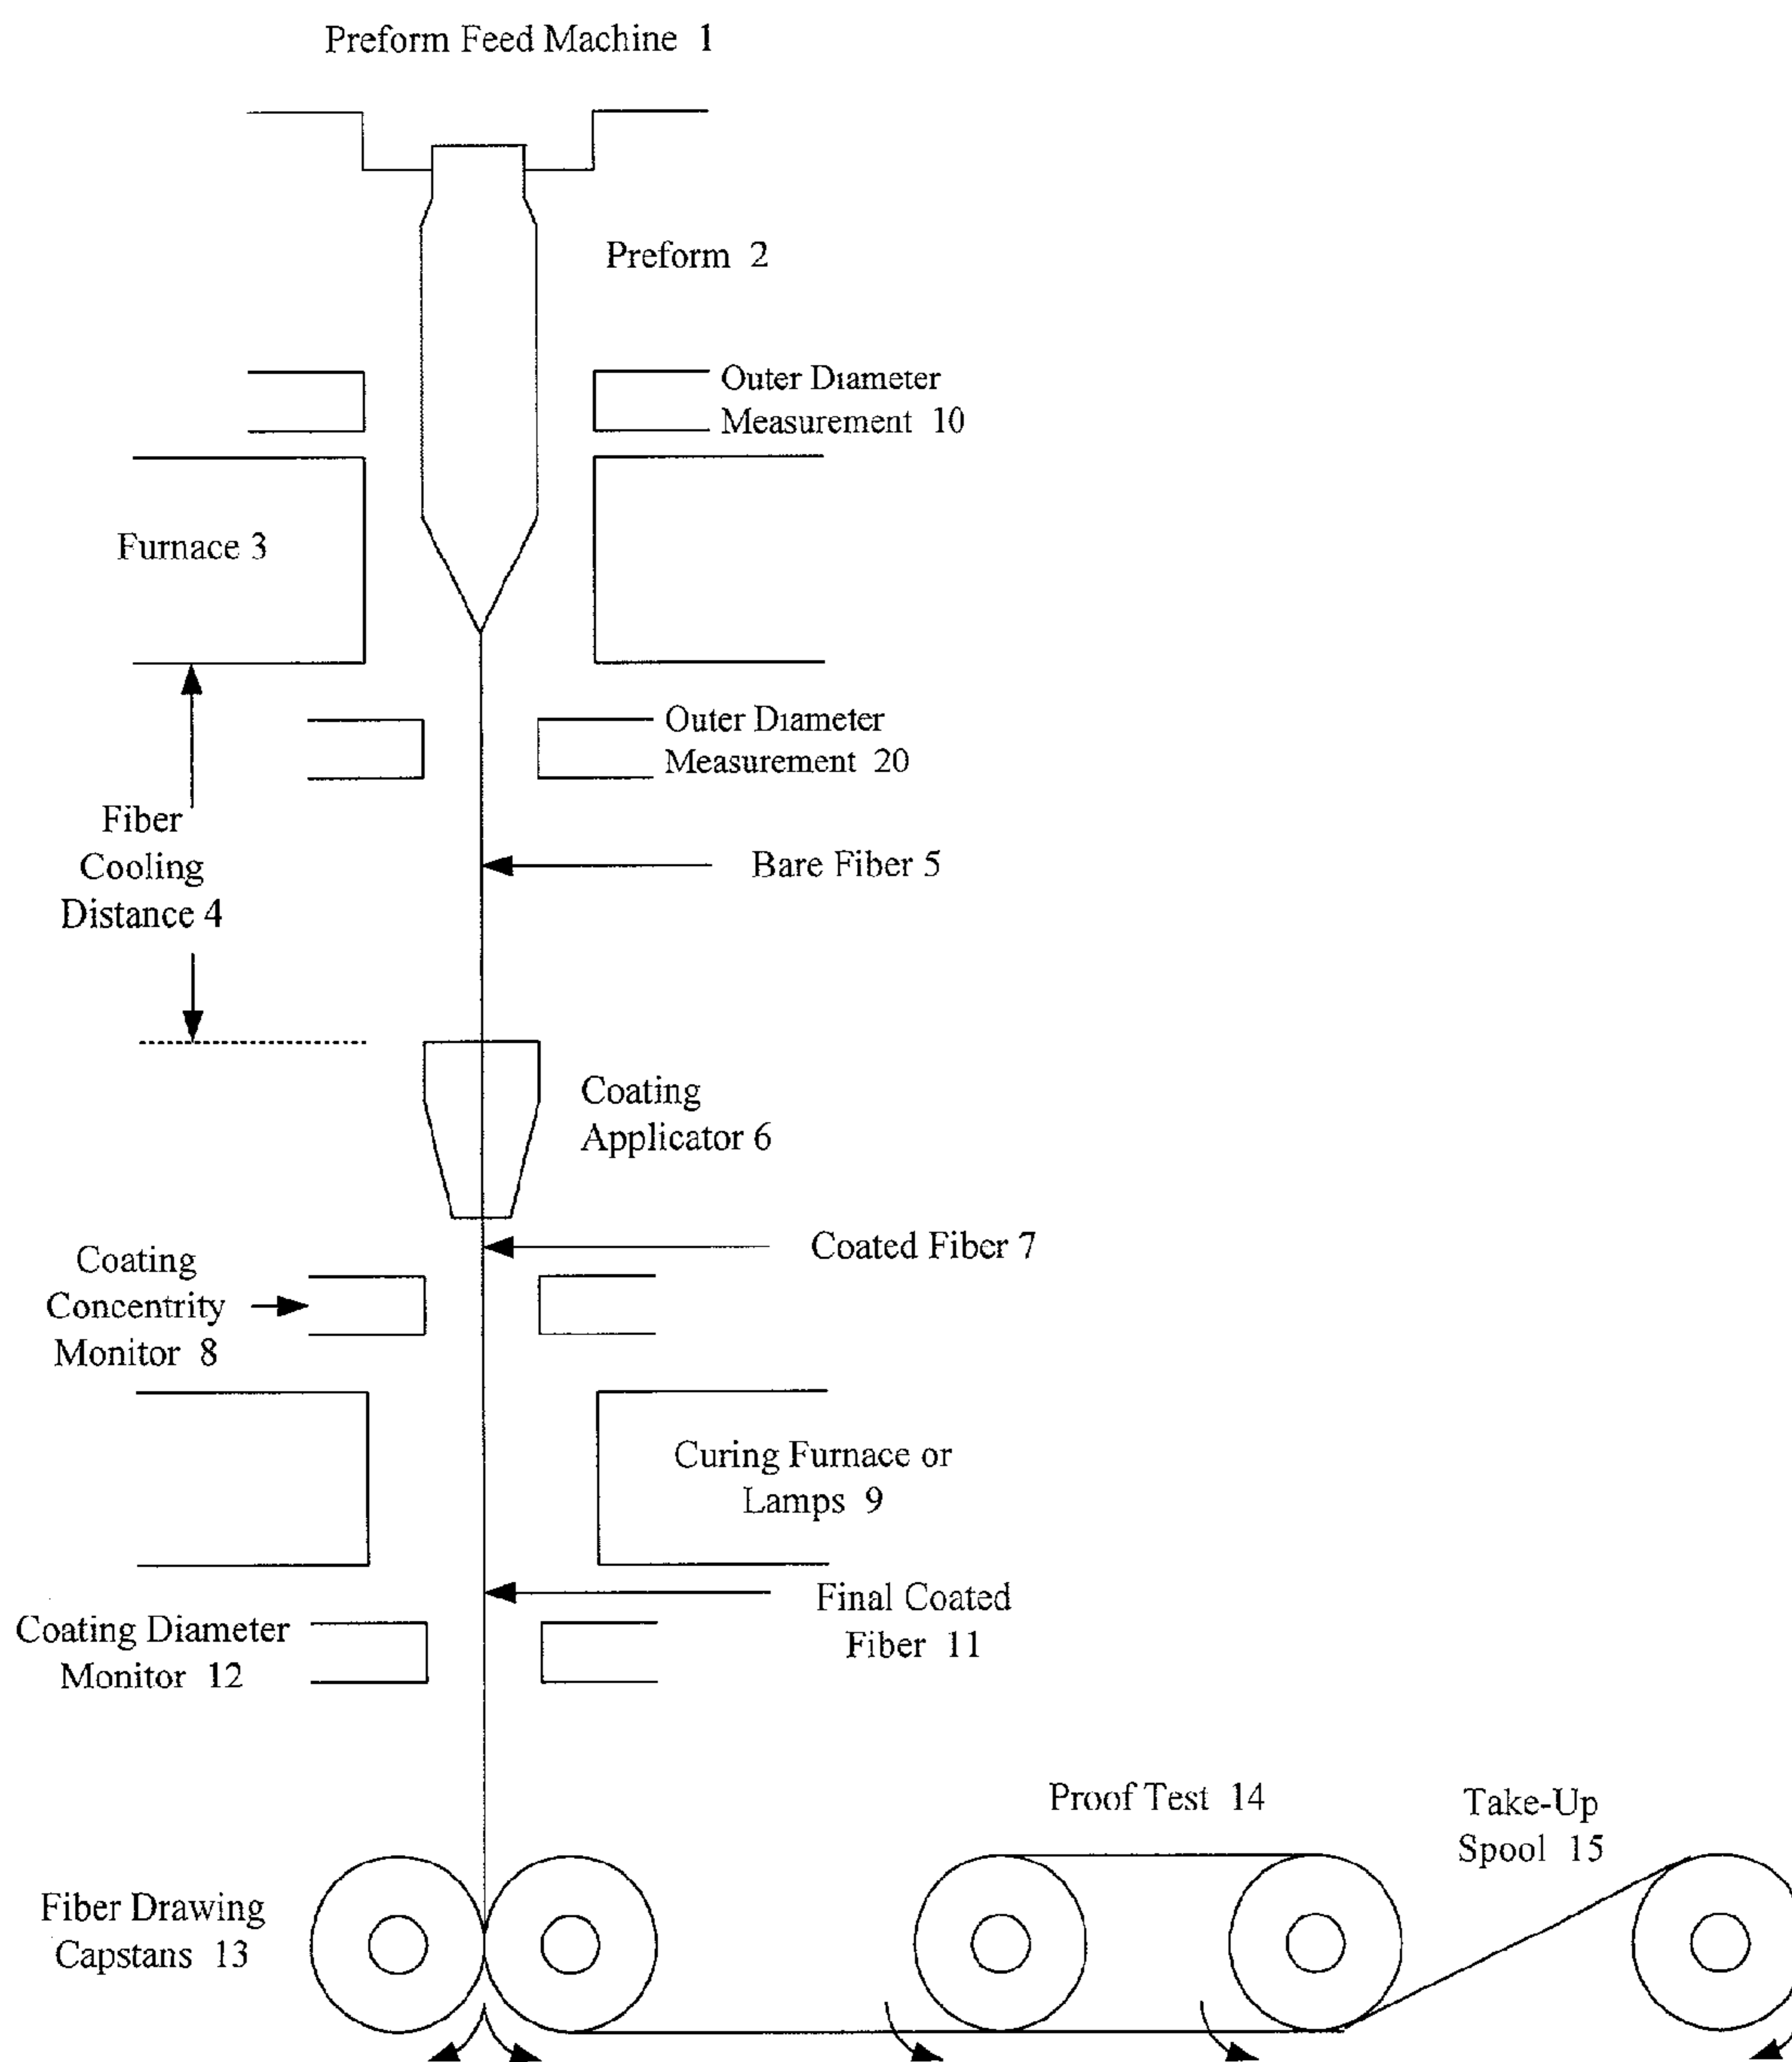 Preform Feed Machine 1
Preform 2
Outer Diameter
Measurement 10
Furnace 3
Outer Diameter
Measurement 20
Fiber
Cooling
Distance 4
Bare Fiber 5
Coating
Applicator 6
Coated Fiber 7
Coating
Concentrity
Monitor 8
Curing Furnace or
Lamps 9
Final Coated
Fiber 11
Coating Diameter
Monitor 12
Proof Test 14
Take-Up
Spool 15
Fiber Drawing
Capstans 13